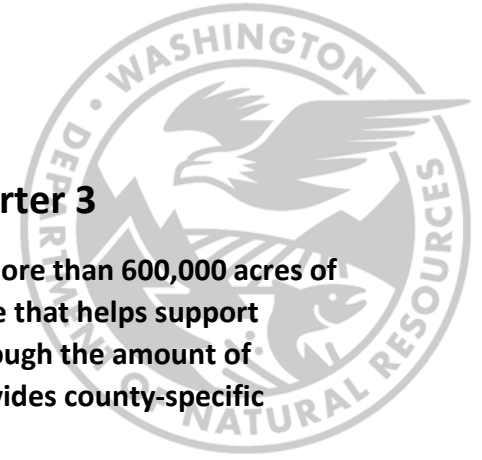 WASHINGTON
DEPARTMENT OF NATURAL RESOURCES
rter 3
ore than 600,000 acres of
e that helps support
ough the amount of
vides county-specific